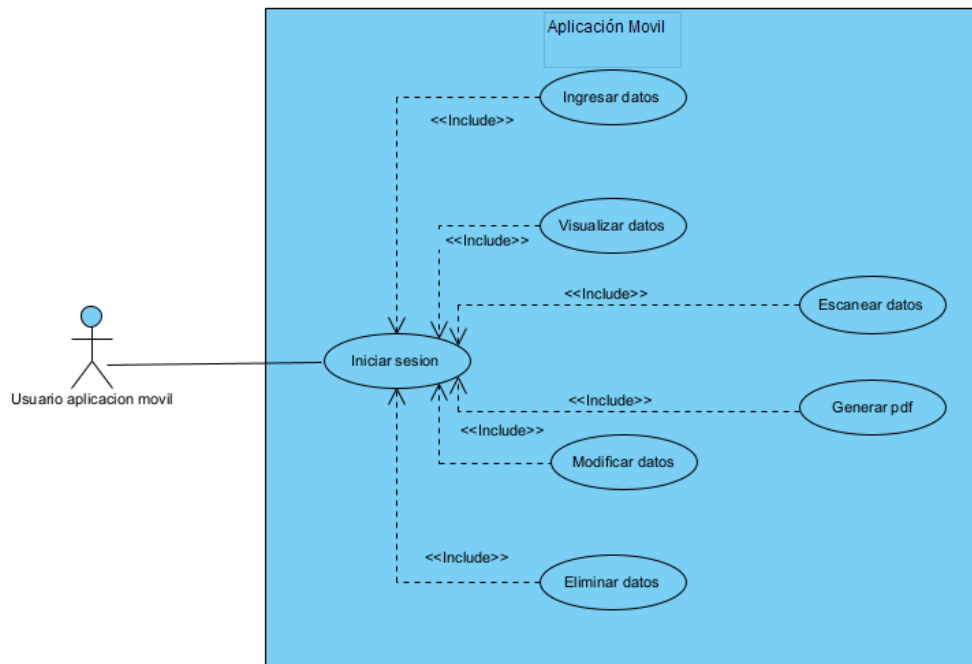 Aplicación Movil
Ingresar datos
<<Include>>
Visualizar datos
<<Include>>
<<Include>>
Escanear datos
Iniciar sesion
Usuario aplicacion movil
<<Include>>
Generar pdf
<<Include>>
Modificar datos
<<Include>>
Eliminar datos